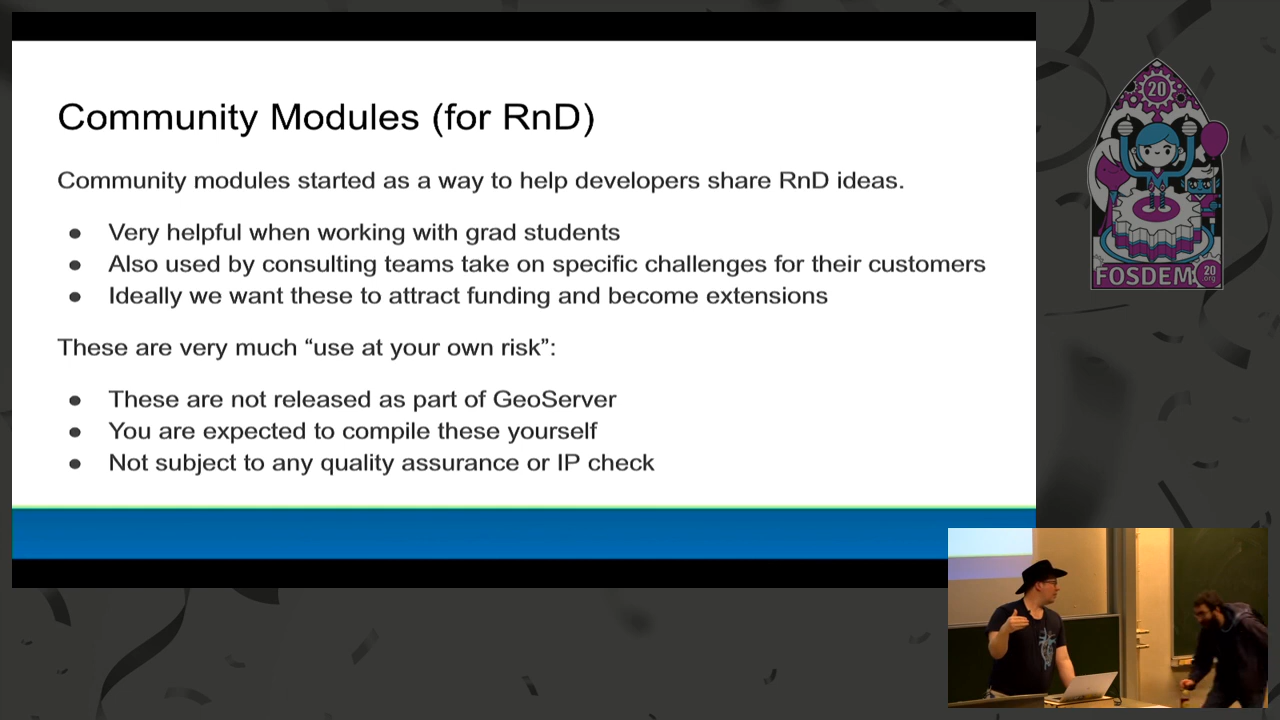 Community Modules (for RnD)
Community modules started as a way to help developers share RnD ideas.
● Very helpful when working with grad students
● Also used by consulting teams take on specific challenges for their customers
● Ideally we want these to attract funding and become extensions
These are very much “use at your own risk”:
● These are not released as part of GeoServer
● You are expected to compile these yourself
● Not subject to any quality assurance or IP check
20
FOSDEM 20
.org